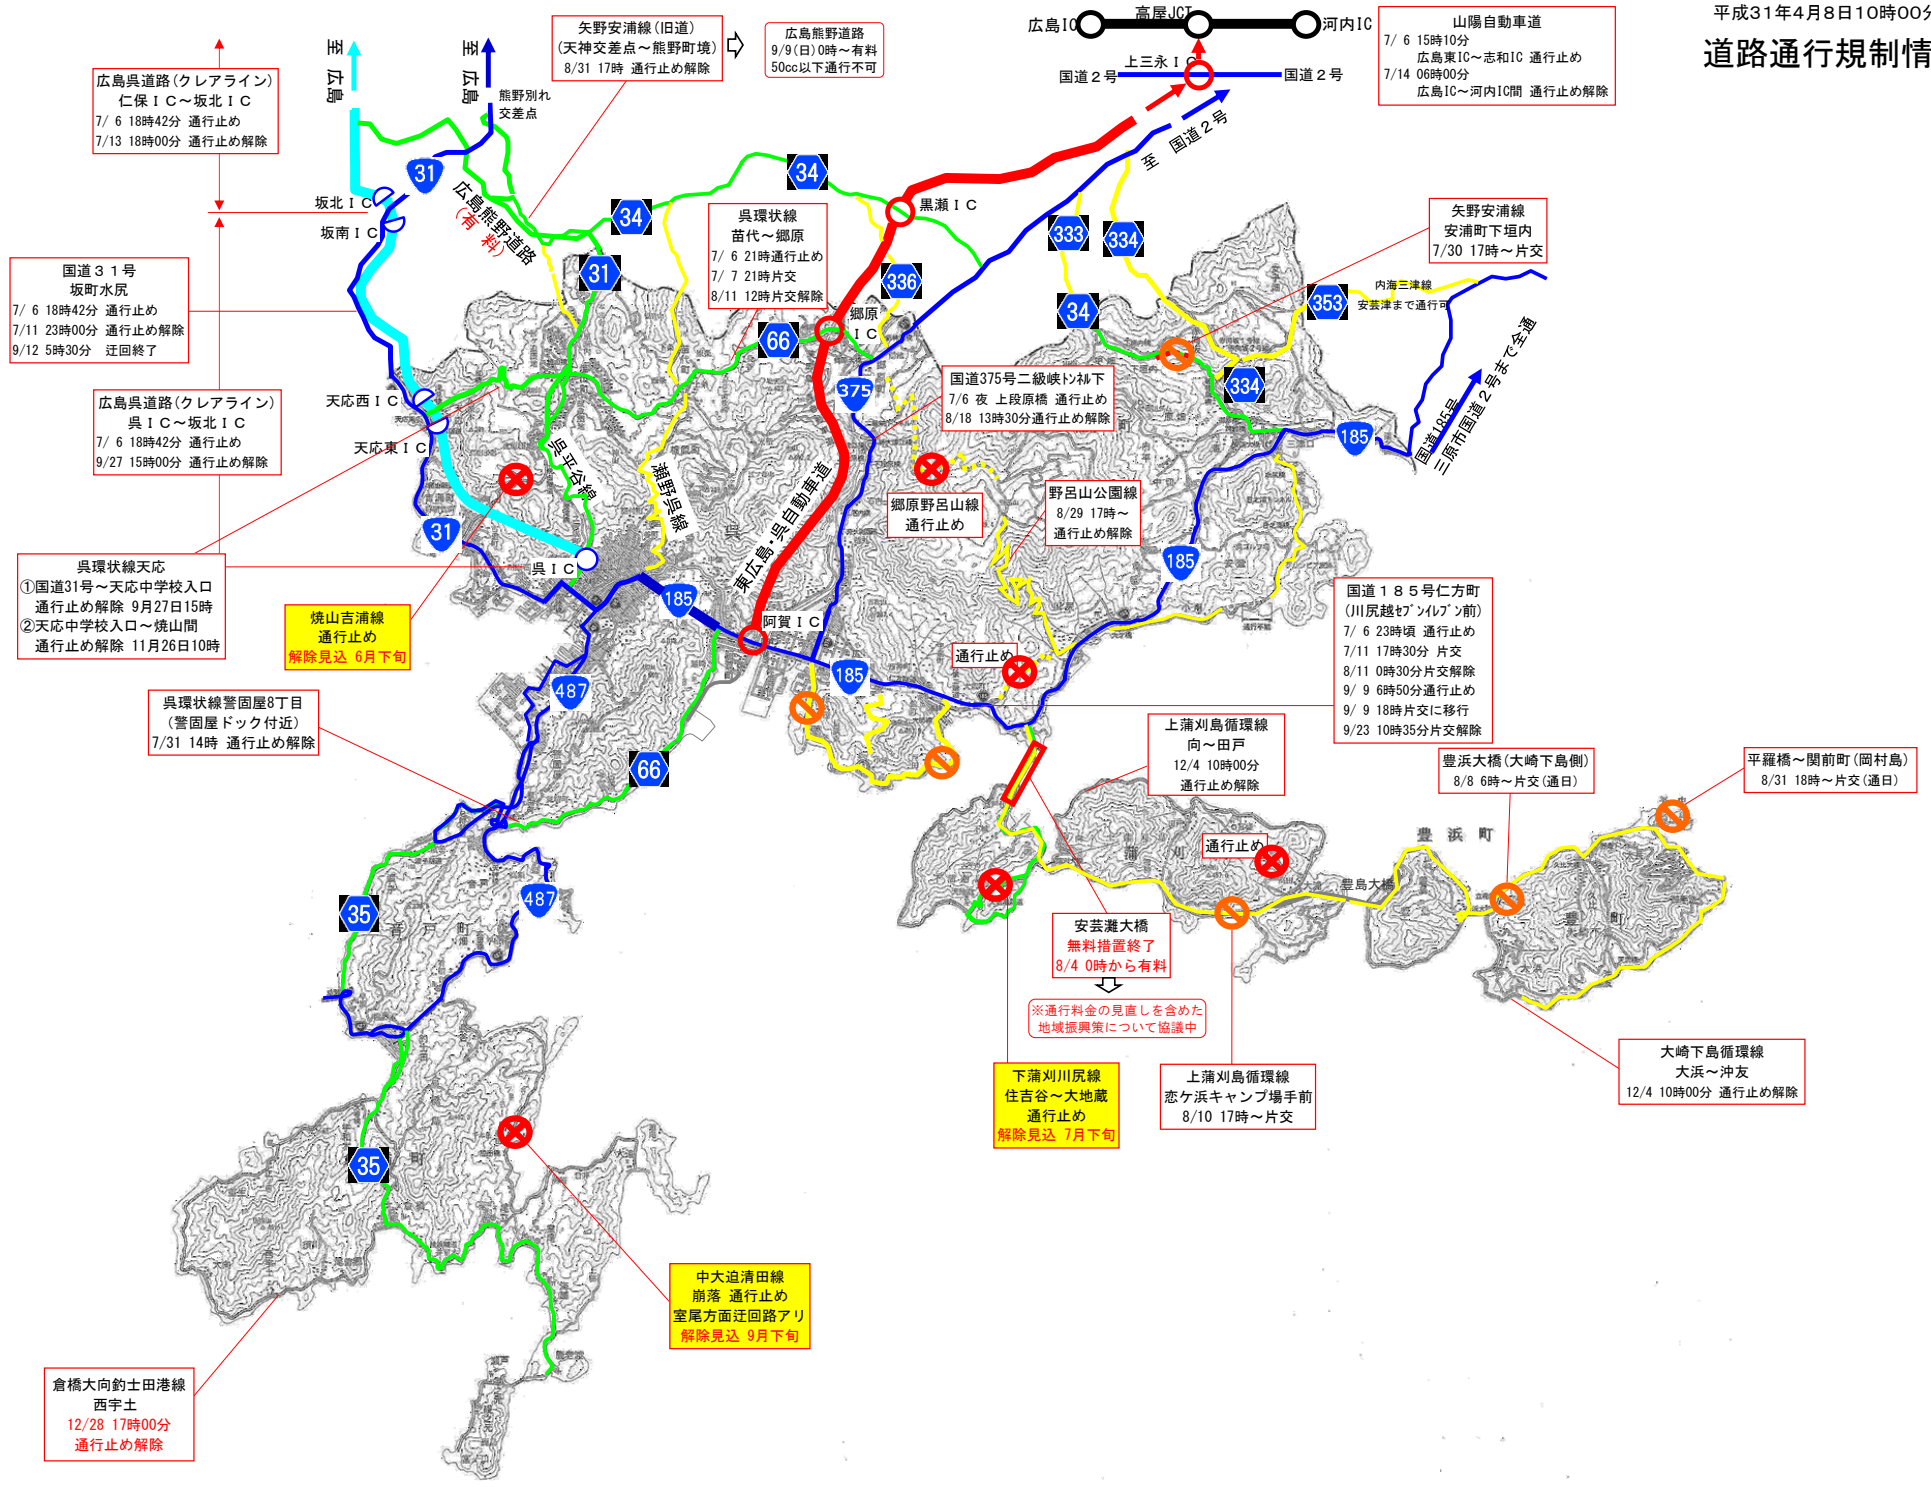 平成31年4月8日10時00分
道路通行規制情
広島呉道路(クレアライン)
仁保ＩＣ～坂北ＩＣ
7/ 6 18時42分 通行止め
7/13 18時00分 通行止め解除
至 広島
至 広島
熊野別れ
交差点
矢野安浦線(旧道)
(天神交差点～熊野町境)
8/31 17時 通行止め解除
広島熊野道路
9/9(日)0時～有料
50cc以下通行不可
広島IC
高屋JCT
河内IC
上三永ＩＣ
国道２号
国道２号
山陽自動車道
7/ 6 15時10分
広島東IC～志和IC 通行止め
7/14 06時00分
広島IC～河内IC間 通行止め解除
至 国道２号
31
坂北ＩＣ
坂南ＩＣ
広島熊野道路
(有 料)
34
34
31
黒瀬ＩＣ
333
334
336
34
353
334
呉環状線
苗代～郷原
7/ 6 21時通行止め
7/ 7 21時片交
8/11 12時片交解除
矢野安浦線
安浦町下垣内
7/30 17時～片交
内海三津線
安芸津まで通行可
国道３１号
坂町水尻
7/ 6 18時42分 通行止め
7/11 23時00分 通行止め解除
9/12 5時30分 迂回終了
郷原
ＩＣ
66
375
国道375号二級峡ﾄﾝﾈﾙ下
7/6 夜 上段原橋 通行止め
8/18 13時30分通行止め解除
国道185号
三原市国道２号まで全通
185
広島呉道路(クレアライン)
呉ＩＣ～坂北ＩＣ
7/ 6 18時42分 通行止め
9/27 15時00分 通行止め解除
天応西ＩＣ
天応東ＩＣ
呉平谷線
瀬野呉線
東広島・呉自動車道
郷原野呂山線
通行止め
野呂山公園線
8/29 17時～
通行止め解除
31
呉ＩＣ
呉
185
185
阿賀ＩＣ
185
呉環状線天応
①国道31号～天応中学校入口
通行止め解除 9月27日15時
②天応中学校入口～焼山間
通行止め解除 11月26日10時
焼山吉浦線
通行止め
解除見込 6月下旬
国道１８５号仁方町
(川尻越ｾﾌﾞﾝｲﾚﾌﾞﾝ前)
7/ 6 23時頃 通行止め
7/11 17時30分 片交
8/11 0時30分片交解除
9/ 9 6時50分通行止め
9/ 9 18時片交に移行
9/23 10時35分片交解除
通行止め
487
呉環状線警固屋8丁目
(警固屋ドック付近)
7/31 14時 通行止め解除
66
上蒲刈島循環線
向～田戸
12/4 10時00分
通行止め解除
豊浜大橋(大崎下島側)
8/8 6時～片交(通日)
平羅橋～関前町(岡村島)
8/31 18時～片交(通日)
通行止め
蒲 刈
豊島大橋
豊 浜 町
豊 町
大浜
487
35
音 戸 町
安芸灘大橋
無料措置終了
8/4 0時から有料
※通行料金の見直しを含めた
地域振興策について協議中
下蒲刈川尻線
住吉谷～大地蔵
通行止め
解除見込 7月下旬
上蒲刈島循環線
恋ケ浜キャンプ場手前
8/10 17時～片交
大崎下島循環線
大浜～沖友
12/4 10時00分 通行止め解除
35
町
中大迫清田線
崩落 通行止め
室尾方面迂回路アリ
解除見込 9月下旬
倉橋大向釣士田港線
西宇土
12/28 17時00分
通行止め解除